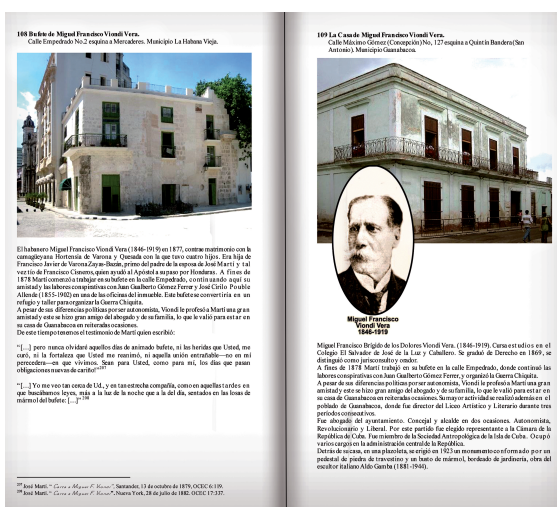 108 Bufete de Miguel Francisco Viondi Vera.
Calle Empedrado No.2 esquina a Mercaderes. Municipio La Habana Vieja.
El habanero Miguel Francisco Viondi Vera (1846-1919) en 1877, contrae matrimonio con la
camagüeyana Hortensia de Varona y Quesada con la que tuvo cuatro hijos. Era hija de
Francisco Javier de Varona Zayas-Bazán, primo del padre de la esposa de José Martí y tal
vez tío de Francisco Cisneros, quien ayudó al Apóstol a su paso por Honduras. A fines de
1878 Martí comenzó a trabajar en su bufete en la calle Empedrado, continuando aquí su
amistad y las labores conspirativas con Juan Gualberto Gómez Ferrer y José Cirilo Pouble
Allende (1855-1902) en una de las oficinas del inmueble. Este bufete se convertiría en un
refugio y taller para organizar la Guerra Chiquita.
A pesar de sus diferencias políticas por ser autonomista, Viondi le profesó a Martí una gran
amistad y este se hizo gran amigo del abogado y de su familia, lo que le valió para estar en
su casa de Guanabacoa en reiteradas ocasiones.
De este tiempo tenemos el testimonio de Martí quien escribió:
"[...] pero nunca olvidaré aquellos días de animado bufete, ni las heridas que Usted, me
curó, ni la fortaleza que Usted me reanimó, ni aquella unión entrañable—no en mí
perecedera—en que vivimos. Sean para Usted, como para mí, los días que pasan
obligaciones nuevas de cariño!"207
"[...] Yo me veo tan cerca de Ud., y en tan estrecha compañía, como en aquellas tardes en
que buscábamos leyes, más a la luz de la noche que a la del día, sentados en las losas de
mármol del bufete: [...]"208
207 José Martí. "Carta a Miguel F. Viondi", Santander, 13 de octubre de 1879, OCEC 6:119.
208 José Martí. "Carta a Miguel F. Viondi". Nueva York, 28 de julio de 1882. OCEC 17:337.
109 La Casa de Miguel Francisco Viondi Vera.
Calle Máximo Gómez (Concepción) No, 127 esquina a Quintín Bandera (San
Antonio). Municipio Guanabacoa.
Miguel Francisco
Viondi Vera
1846-1919
Miguel Francisco Brígido de los Dolores Viondi Vera. (1846-1919). Cursa estudios en el
Colegio El Salvador de José de la Luz y Caballero. Se graduó de Derecho en 1869, se
distinguió como jurisconsulto y orador.
A fines de 1878 Martí trabajó en su bufete en la calle Empedrado, donde continuó las
labores conspirativas con Juan Gualberto Gómez Ferrer, y organizó la Guerra Chiquita.
A pesar de sus diferencias políticas por ser autonomista, Viondi le profesó a Martí una gran
amistad y este se hizo gran amigo del abogado y de su familia, lo que le valió para estar en
su casa de Guanabacoa en reiteradas ocasiones. Su mayor actividad se realizó además en el
poblado de Guanabacoa, donde fue director del Liceo Artístico y Literario durante tres
períodos consecutivos.
Fue abogado del ayuntamiento. Concejal y alcalde en dos ocasiones. Autonomista,
Revolucionario y Liberal. Por este partido fue elegido representante a la Cámara de la
República de Cuba. Fue miembro de la Sociedad Antropológica de la Isla de Cuba. Ocupó
varios cargos en la administración central de la República.
Detrás de su casa, en una plazoleta, se erigió en 1923 un monumento conformado por un
pedestal de piedra de travestino y un busto de mármol, bordeado de jardinería, obra del
escultor italiano Aldo Gamba (1881-1944).